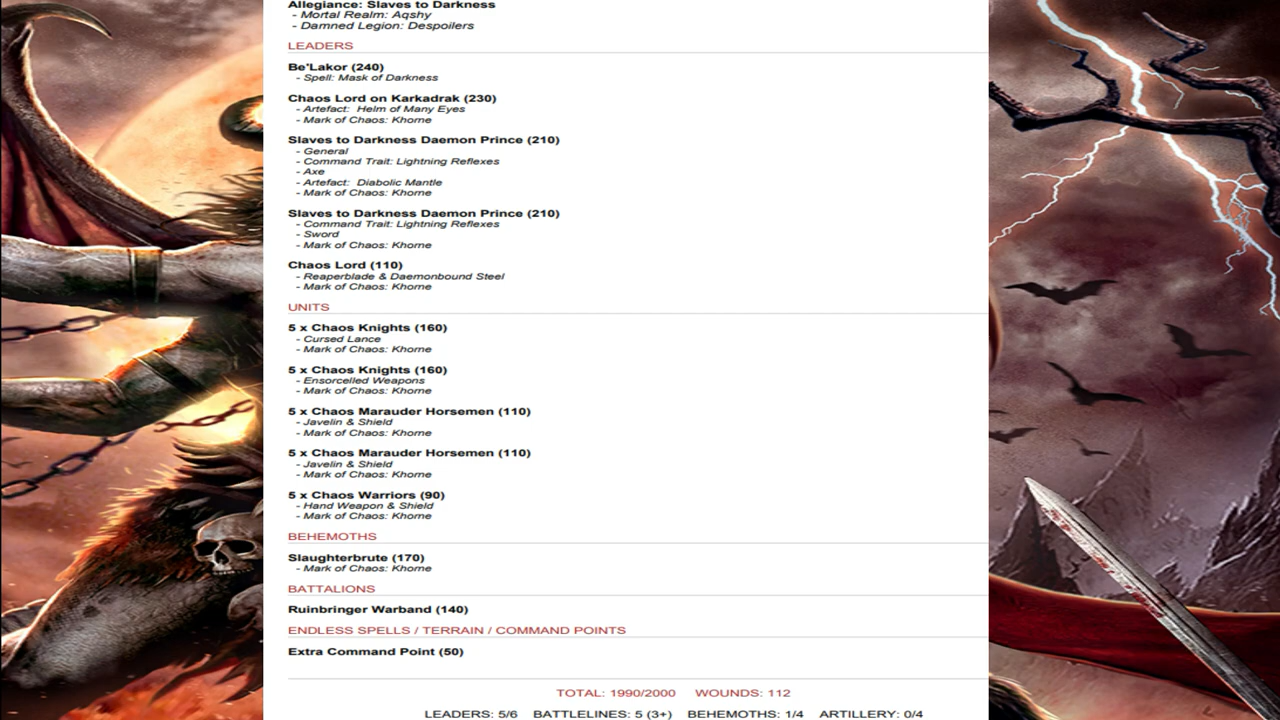 Allegiance: Slaves to Darkness
- Mortal Realm: Aqshy
- Damned Legion: Despoilers
LEADERS
Be'Lakor (240)
- Spell: Mask of Darkness
Chaos Lord on Karkadrak (230)
- Artefact: Helm of Many Eyes
- Mark of Chaos: Khorne
Slaves to Darkness Daemon Prince (210)
- General
- Command Trait: Lightning Reflexes
- Axe
- Artefact: Diabolic Mantle
- Mark of Chaos: Khorne
Slaves to Darkness Daemon Prince (210)
- Command Trait: Lightning Reflexes
- Sword
- Mark of Chaos: Khorne
Chaos Lord (110)
- Reaperblade & Daemonbound Steel
- Mark of Chaos: Khorne
UNITS
5 x Chaos Knights (160)
- Cursed Lance
- Mark of Chaos: Khorne
5 x Chaos Knights (160)
- Ensorcelled Weapons
- Mark of Chaos: Khorne
5 x Chaos Marauder Horsemen (110)
- Javelin & Shield
- Mark of Chaos: Khorne
5 x Chaos Marauder Horsemen (110)
- Javelin & Shield
- Mark of Chaos: Khorne
5 x Chaos Warriors (90)
- Hand Weapon & Shield
- Mark of Chaos: Khorne
BEHEMOTHS
Slaughterbrute (170)
- Mark of Chaos: Khorne
BATTALIONS
Ruinbringer Warband (140)
ENDLESS SPELLS / TERRAIN / COMMAND POINTS
Extra Command Point (50)
TOTAL: 1990/2000 WOUNDS: 112
LEADERS: 5/6 BATTLELINES: 5 (3+) BEHEMOTHS: 1/4 ARTILLERY: 0/4